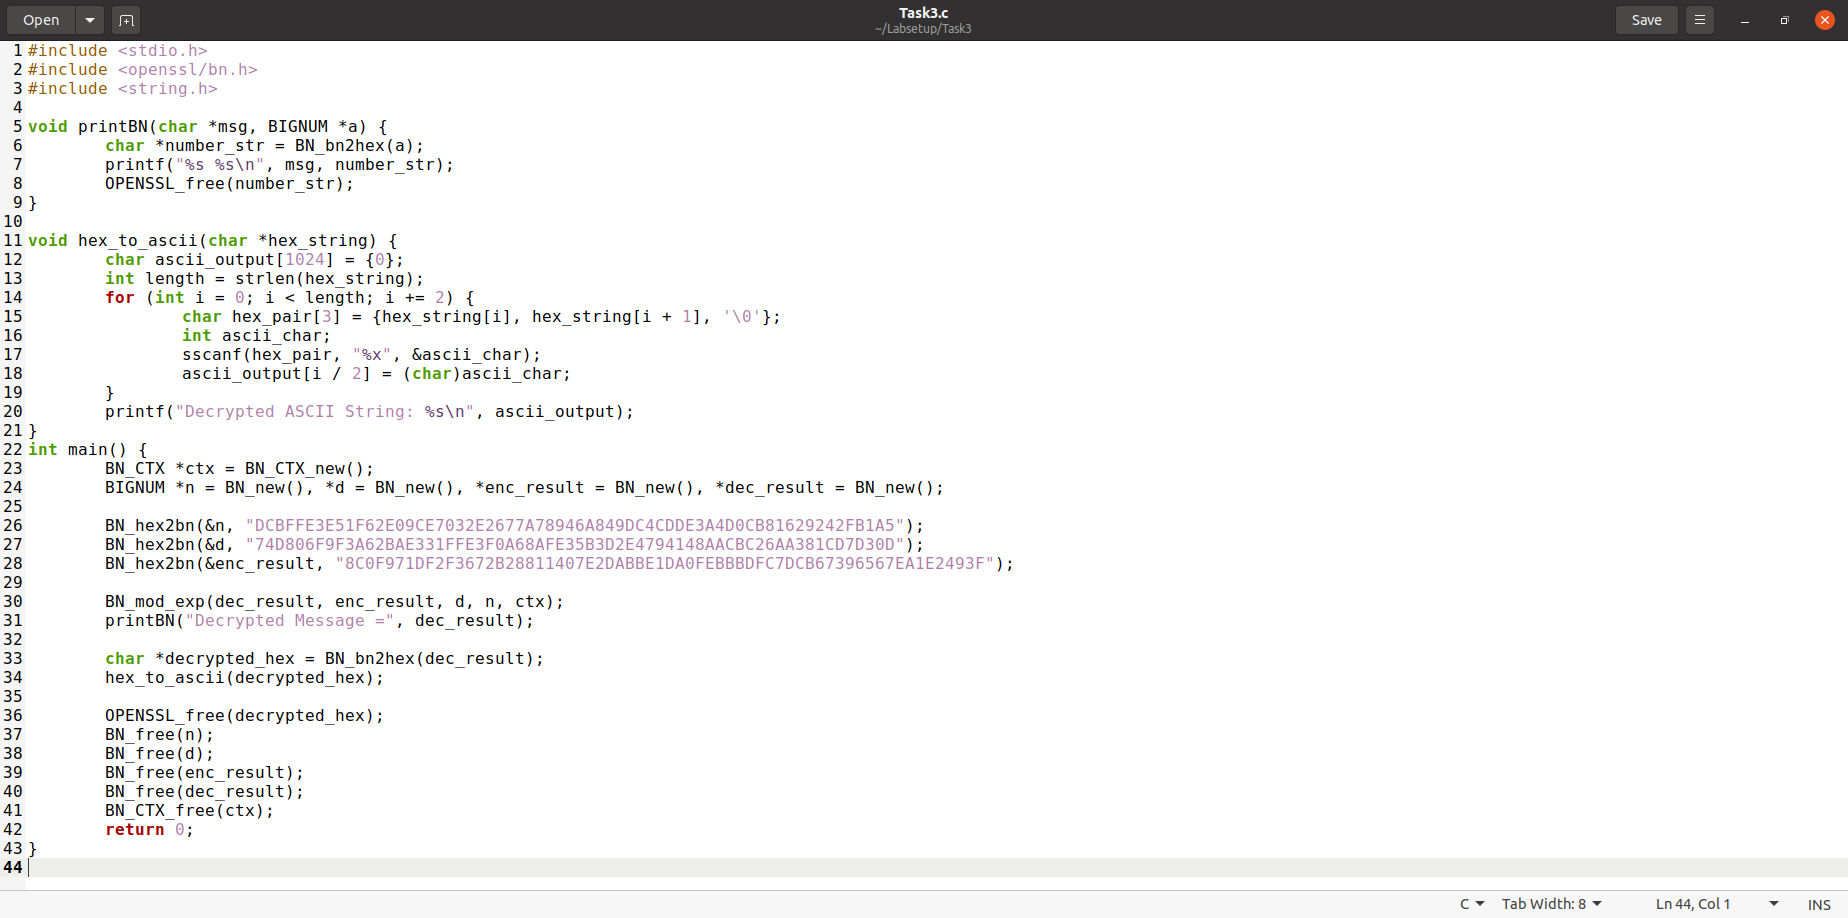 Open
Task3.c
~/Labsetup/Task3
Save
1 #include <stdio.h>
2 #include <openssl/bn.h>
3 #include <string.h>
4
5 void printBN(char *msg, BIGNUM *a) {
6         char *number_str = BN_bn2hex(a);
7         printf("%s %s\n", msg, number_str);
8         OPENSSL_free(number_str);
9 }
10
11 void hex_to_ascii(char *hex_string) {
12         char ascii_output[1024] = {0};
13         int length = strlen(hex_string);
14         for (int i = 0; i < length; i += 2) {
15                 char hex_pair[3] = {hex_string[i], hex_string[i + 1], '\0'};
16                 int ascii_char;
17                 sscanf(hex_pair, "%x", &ascii_char);
18                 ascii_output[i / 2] = (char)ascii_char;
19         }
20         printf("Decrypted ASCII String: %s\n", ascii_output);
21 }
22 int main() {
23         BN_CTX *ctx = BN_CTX_new();
24         BIGNUM *n = BN_new(), *d = BN_new(), *enc_result = BN_new(), *dec_result = BN_new();
25
26         BN_hex2bn(&n, "DCBFFE3E51F62E09CE7032E2677A78946A849DC4CDDE3A4D0CB81629242FB1A5");
27         BN_hex2bn(&d, "74D806F9F3A62BAE331FFE3F0A68AFE35B3D2E4794148AACBC26AA381CD7D30D");
28         BN_hex2bn(&enc_result, "8C0F971DF2F3672B28811407E2DABBE1DA0FEBBBDFC7DCB67396567EA1E2493F");
29
30         BN_mod_exp(dec_result, enc_result, d, n, ctx);
31         printBN("Decrypted Message =", dec_result);
32
33         char *decrypted_hex = BN_bn2hex(dec_result);
34         hex_to_ascii(decrypted_hex);
35
36         OPENSSL_free(decrypted_hex);
37         BN_free(n);
38         BN_free(d);
39         BN_free(enc_result);
40         BN_free(dec_result);
41         BN_CTX_free(ctx);
42         return 0;
43 }
44
C Tab Width: 8 Ln 44, Col 1 INS